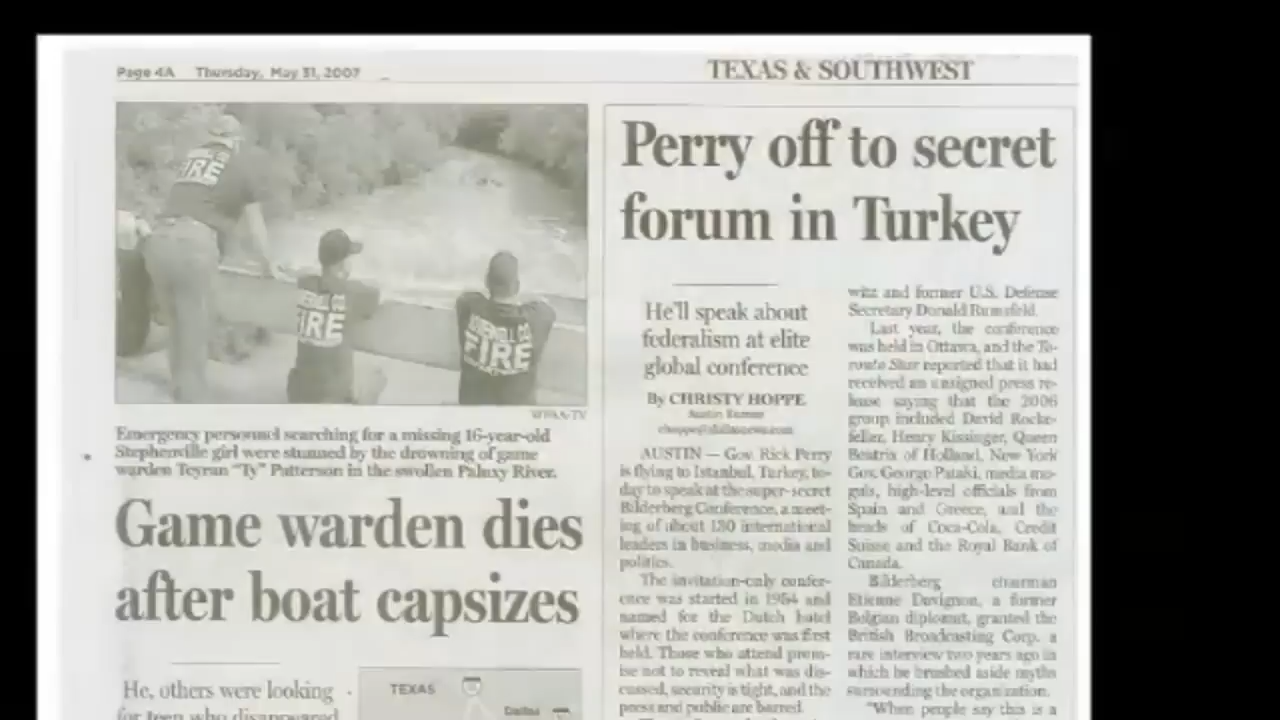 Page 4A Thursday, May 31, 2007
TEXAS & SOUTHWEST
FIRE
FIRE
FIRE
WFAA-TV
Emergency personnel searching for a missing 16-year-old
Stephenville girl were stunned by the drowning of game
warden Teyran "Ty" Patterson in the swollen Paluxy River.
Game warden dies
after boat capsizes
He, others were looking
for teen who disappeared
TEXAS
Dallas
Perry off to secret
forum in Turkey
He'll speak about
federalism at elite
global conference
By CHRISTY HOPPE
Austin Bureau
choppe@dallasnews.com
AUSTIN — Gov. Rick Perry
is flying to Istanbul, Turkey, to-
day to speak at the super-secret
Bilderberg Conference, a meet-
ing of about 130 international
leaders in business, media and
politics.
The invitation-only confer-
ence was started in 1954 and
named for the Dutch hotel
where the conference was first
held. Those who attend prom-
ise not to reveal what was dis-
cussed, security is tight, and the
press and public are barred.
witz and former U.S. Defense
Secretary Donald Rumsfeld.
Last year, the conference
was held in Ottawa, and the To-
ronto Star reported that it had
received an unsigned press re-
lease saying that the 2006
group included David Rocke-
feller, Henry Kissinger, Queen
Beatrix of Holland, New York
Gov. George Pataki, media mo-
guls, high-level officials from
Spain and Greece, and the
heads of Coca-Cola, Credit
Suisse and the Royal Bank of
Canada.
Bilderberg chairman
Etienne Davignon, a former
Belgian diplomat, granted the
British Broadcasting Corp. a
rare interview two years ago in
which he brushed aside myths
surrounding the organization.
"When people say this is a